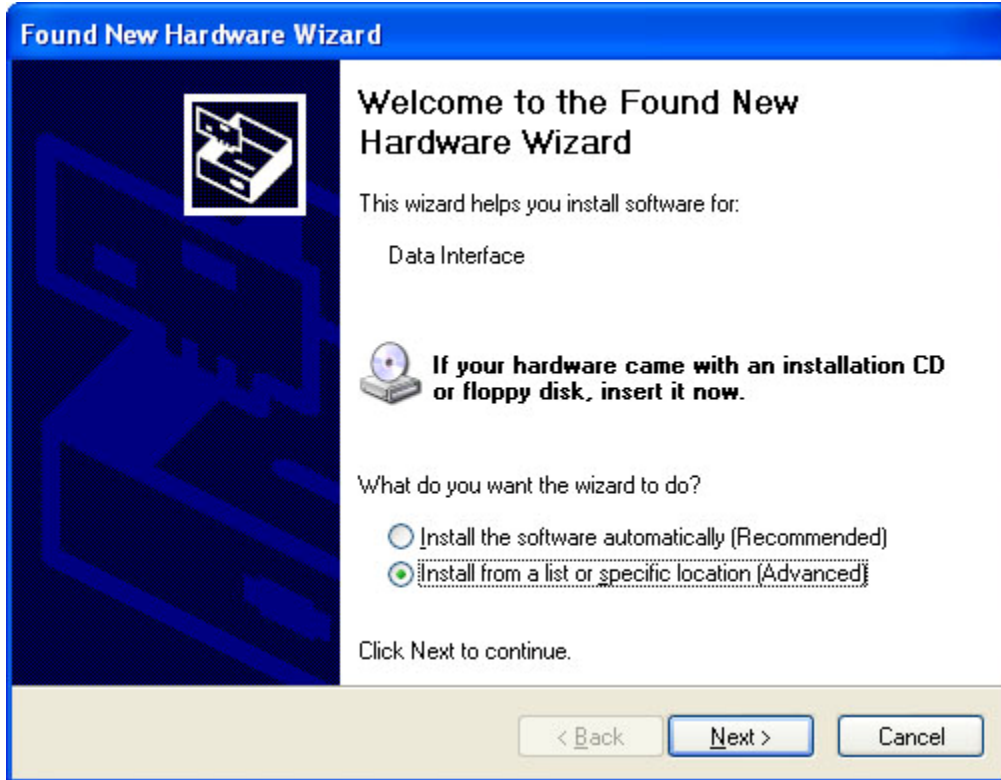 Found New Hardware Wizard
Welcome to the Found New
Hardware Wizard
This wizard helps you install software for:
Data Interface
If your hardware came with an installation CD
or floppy disk, insert it now.
What do you want the wizard to do?
Install the software automatically (Recommended)
Install from a list or specific location (Advanced)
Click Next to continue.
< Back Next > Cancel